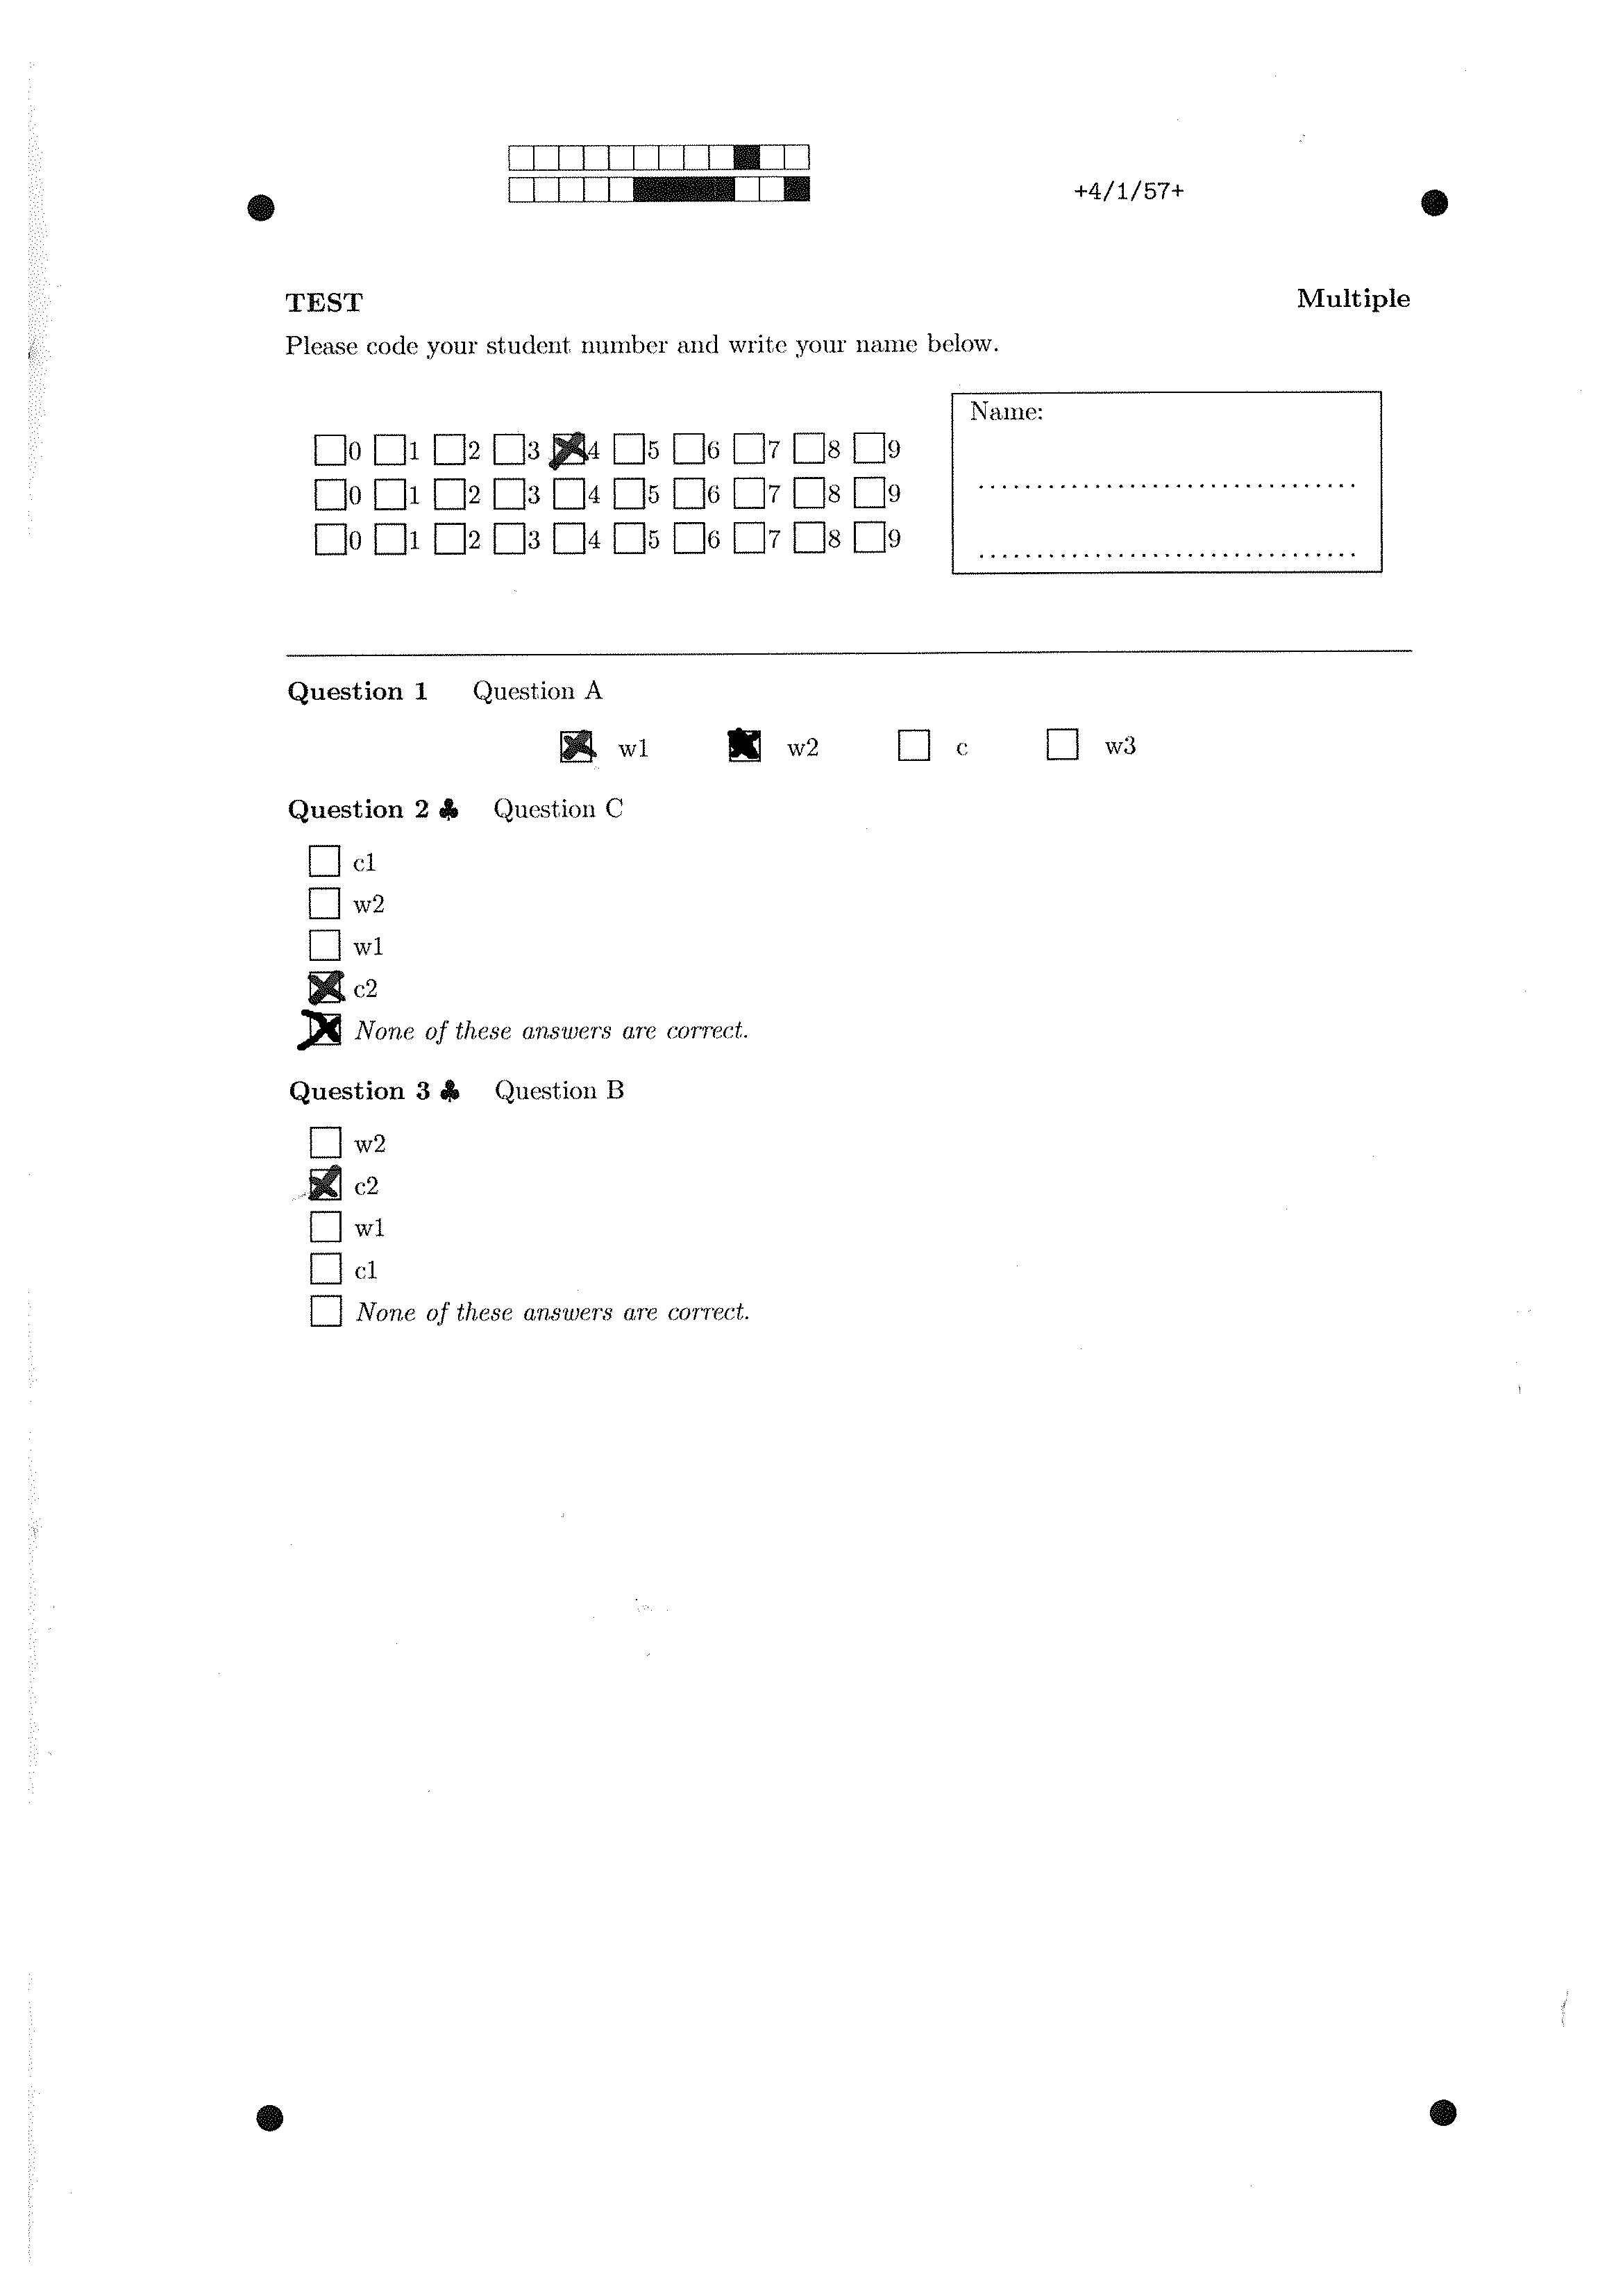 +4/1/57+
TEST Multiple
Please code your student number and write your name below.
Name:
0 1 2 3 4 5 6 7 8 9
0 1 2 3 4 5 6 7 8 9
0 1 2 3 4 5 6 7 8 9
Question 1 Question A
w1 w2 c w3
Question 2 ♣ Question C
c1
w2
w1
c2
None of these answers are correct.
Question 3 ♣ Question B
w2
c2
w1
c1
None of these answers are correct.